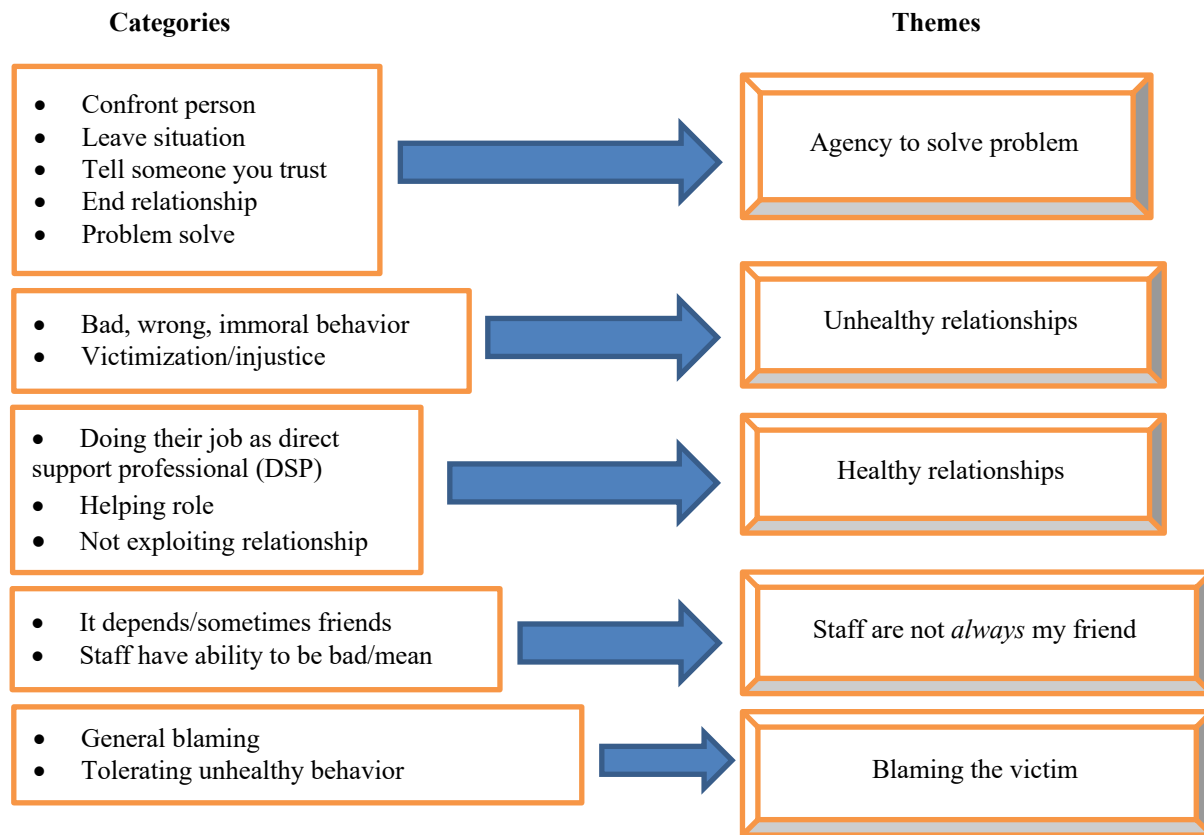 Categories
Themes
• Confront person
• Leave situation
• Tell someone you trust
• End relationship
• Problem solve
Agency to solve problem
• Bad, wrong, immoral behavior
• Victimization/injustice
Unhealthy relationships
• Doing their job as direct
support professional (DSP)
• Helping role
• Not exploiting relationship
Healthy relationships
• It depends/sometimes friends
• Staff have ability to be bad/mean
Staff are not always my friend
• General blaming
• Tolerating unhealthy behavior
Blaming the victim